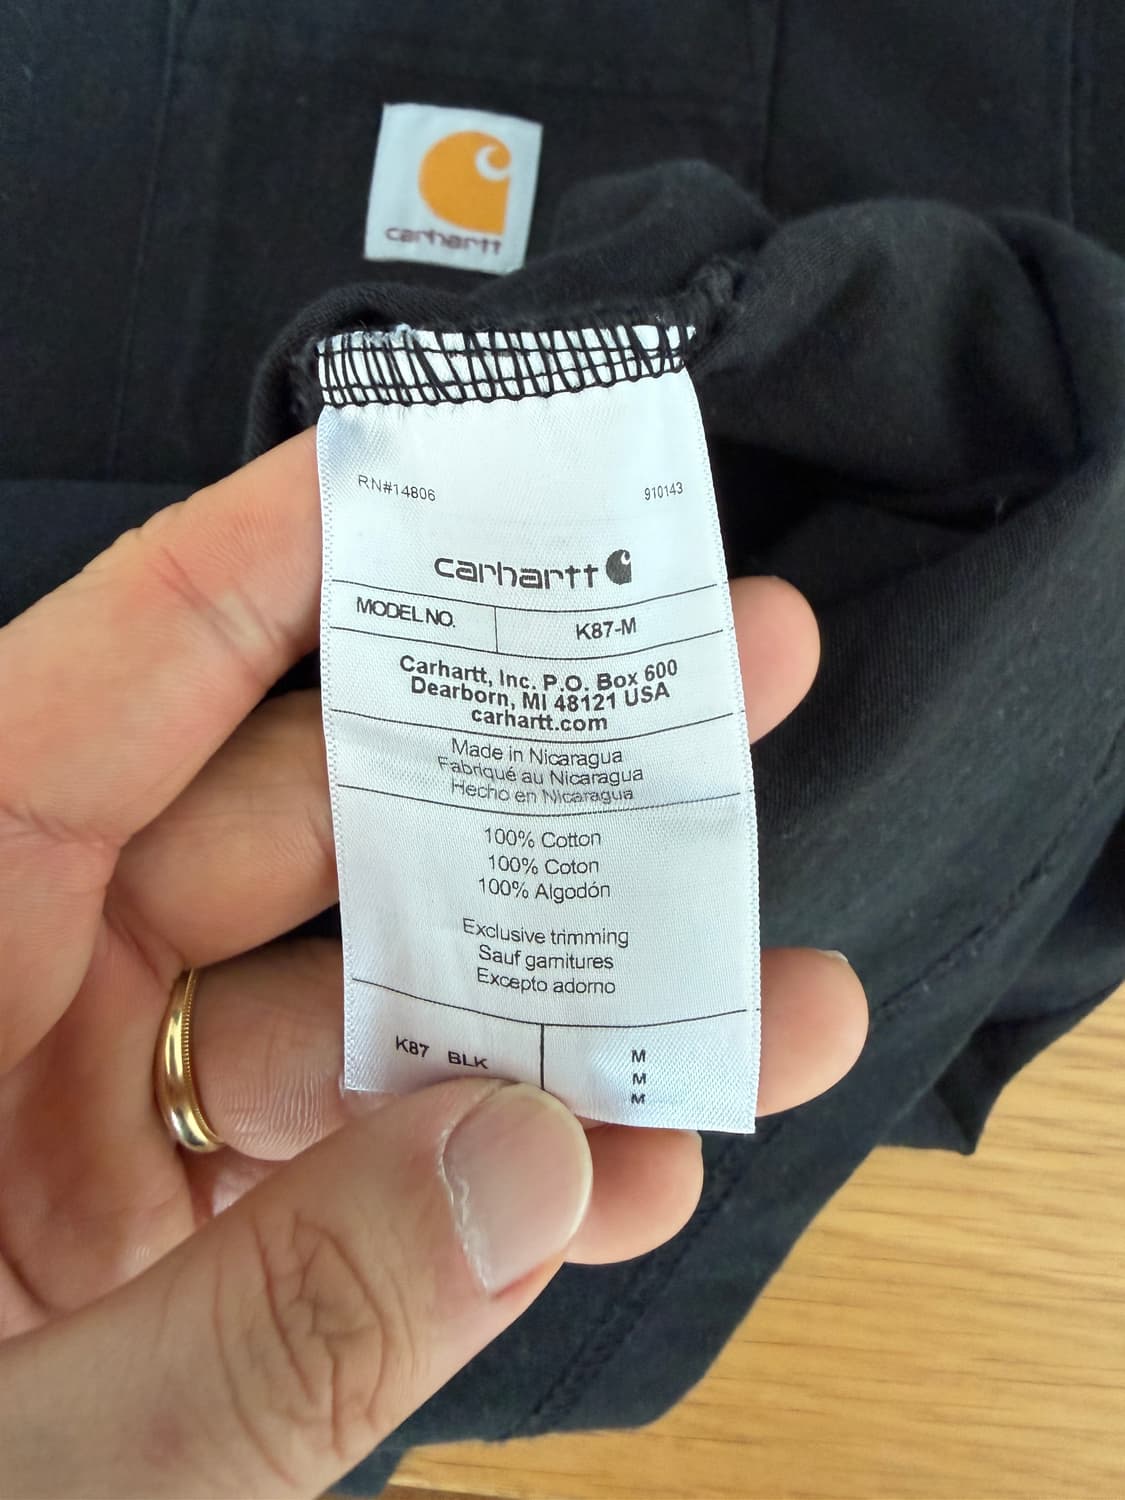 carhartt
RN#14806 910143
carhartt
MODEL NO. K87-M
Carhartt, Inc. P.O. Box 600
Dearborn, MI 48121 USA
carhartt.com
Made in Nicaragua
Fabriqué au Nicaragua
Hecho en Nicaragua
100% Cotton
100% Coton
100% Algodón
Exclusive trimming
Sauf garnitures
Excepto adorno
K87 BLK M
M
M